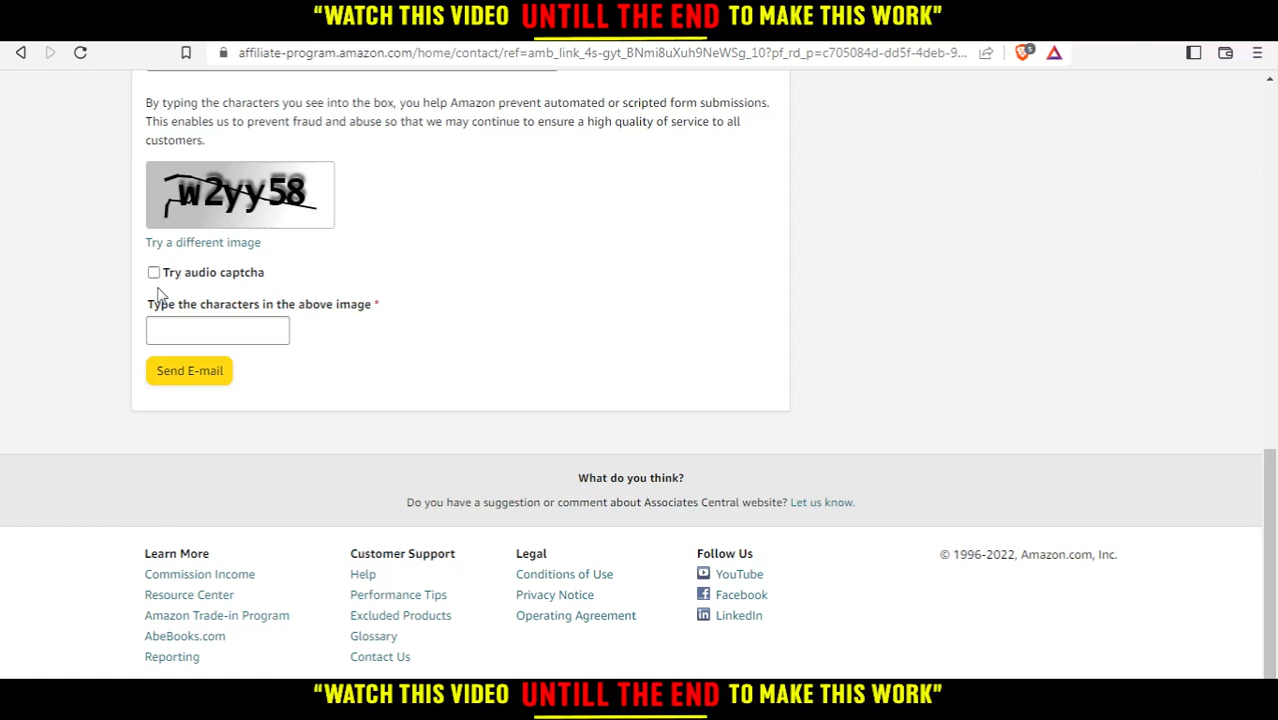 "WATCH THIS VIDEO UNTILL THE END TO MAKE THIS WORK"
affiliate-program.amazon.com/home/contact/ref=amb_link_4s-gyt_BNmi8uXuh9NeWSg_10?pf_rd_p=c705084d-dd5f-4deb-9...
5
By typing the characters you see into the box, you help Amazon prevent automated or scripted form submissions.
This enables us to prevent fraud and abuse so that we may continue to ensure a high quality of service to all
customers.
w2yy58
Try a different image
Try audio captcha
Type the characters in the above image *
Send E-mail
What do you think?
Do you have a suggestion or comment about Associates Central website? Let us know.
Learn More
Commission Income
Resource Center
Amazon Trade-in Program
AbeBooks.com
Reporting
Customer Support
Help
Performance Tips
Excluded Products
Glossary
Contact Us
Legal
Conditions of Use
Privacy Notice
Operating Agreement
Follow Us
YouTube
Facebook
LinkedIn
© 1996-2022, Amazon.com, Inc.
"WATCH THIS VIDEO UNTILL THE END TO MAKE THIS WORK"